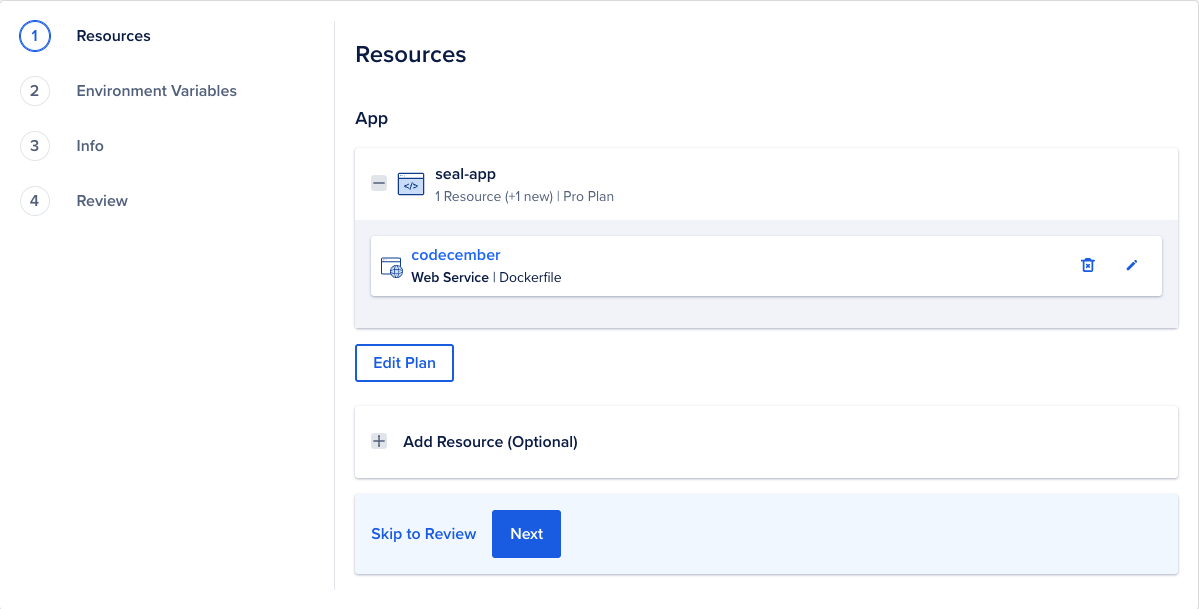 1 Resources
2 Environment Variables
3 Info
4 Review
Resources
App
</>
seal-app
1 Resource (+1 new) | Pro Plan
codecember
Web Service | Dockerfile
Edit Plan
Add Resource (Optional)
Skip to Review Next